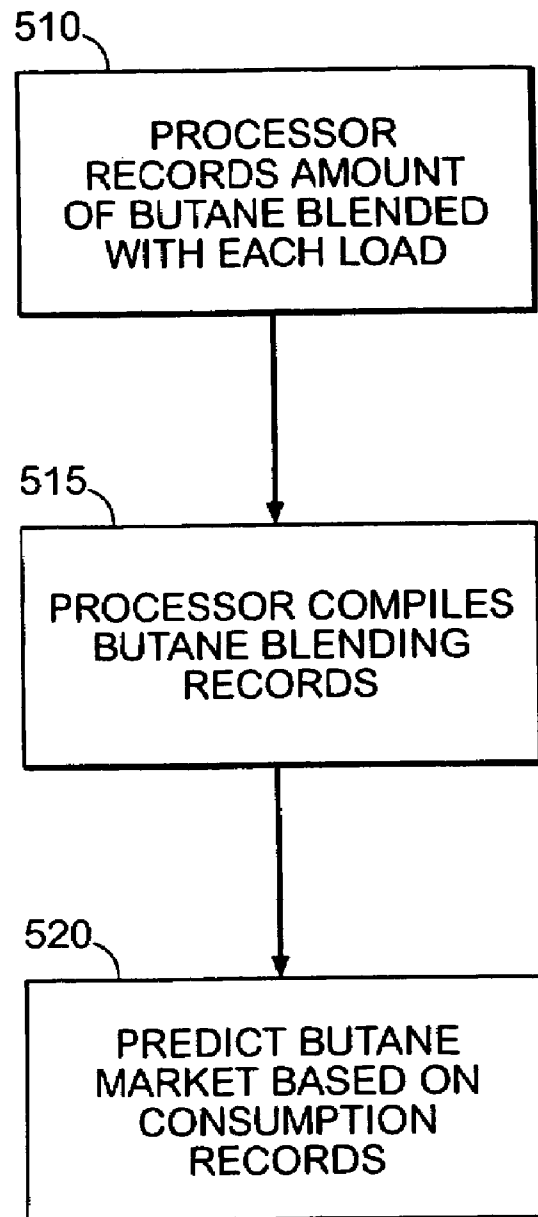 510
PROCESSOR
RECORDS AMOUNT
OF BUTANE BLENDED
WITH EACH LOAD
515
PROCESSOR COMPILES
BUTANE BLENDING
RECORDS
520
PREDICT BUTANE
MARKET BASED ON
CONSUMPTION
RECORDS